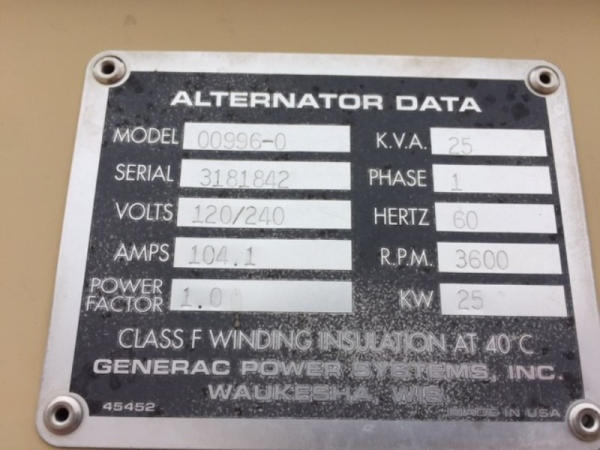 ALTERNATOR DATA
MODEL 00996-0 K.V.A. 25
SERIAL 3181842 PHASE 1
VOLTS 120/240 HERTZ 60
AMPS 104.1 R.P.M. 3600
POWER FACTOR 1.0 KW 25
CLASS F WINDING INSULATION AT 40°C
GENERAC POWER SYSTEMS, INC.
WAUKESHA, WIS.
45452 MADE IN USA